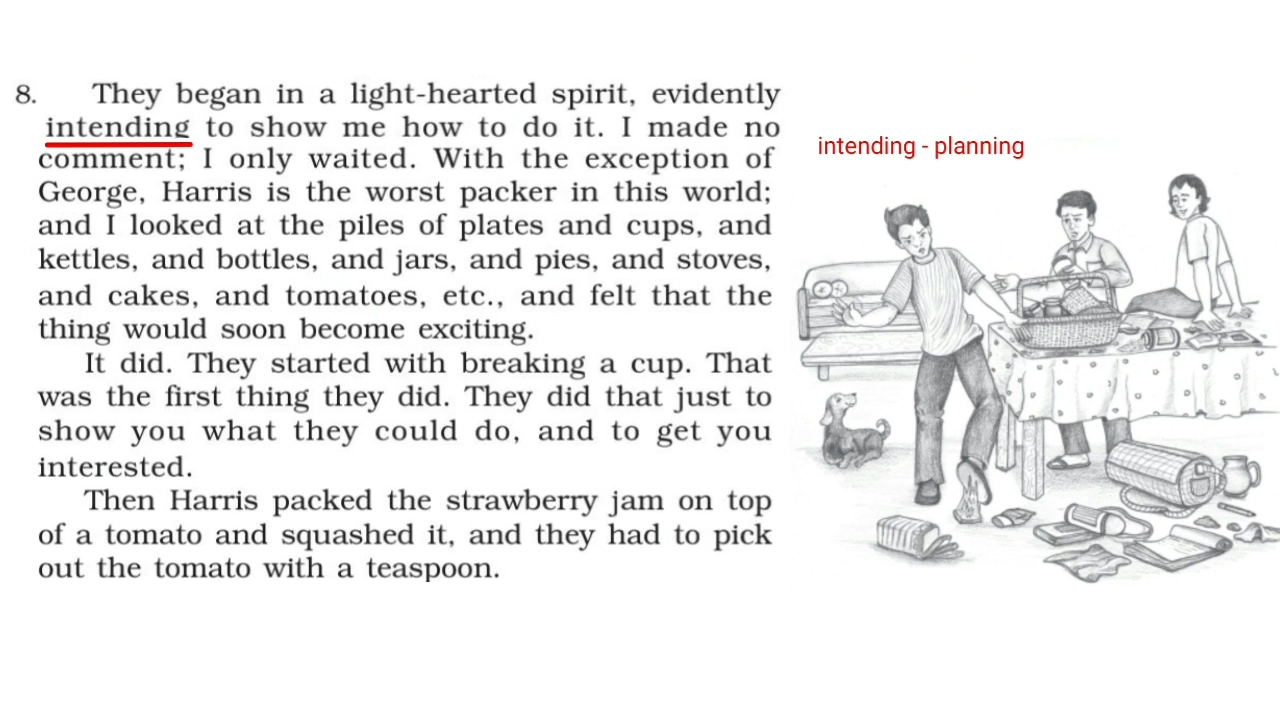 8. They began in a light-hearted spirit, evidently
intending to show me how to do it. I made no
comment; I only waited. With the exception of
George, Harris is the worst packer in this world;
and I looked at the piles of plates and cups, and
kettles, and bottles, and jars, and pies, and stoves,
and cakes, and tomatoes, etc., and felt that the
thing would soon become exciting.
It did. They started with breaking a cup. That
was the first thing they did. They did that just to
show you what they could do, and to get you
interested.
Then Harris packed the strawberry jam on top
of a tomato and squashed it, and they had to pick
out the tomato with a teaspoon.
intending - planning